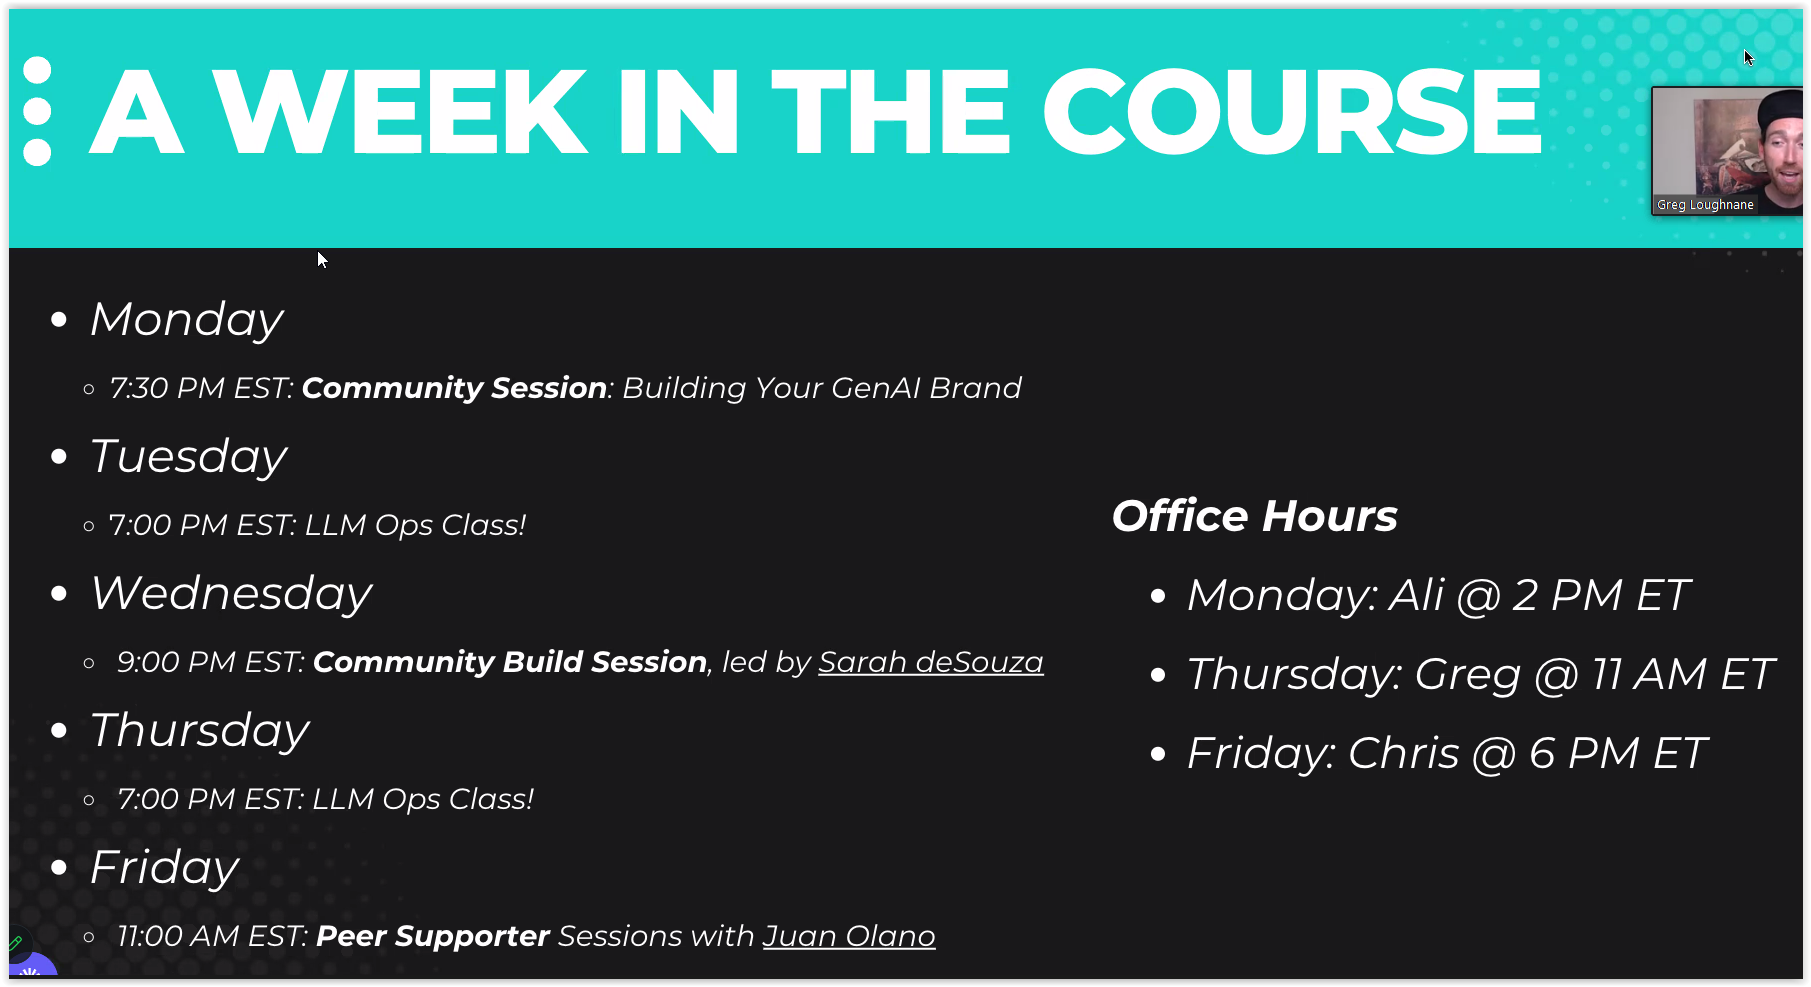 A WEEK IN THE COURSE
Greg Loughnane
Monday
7:30 PM EST: Community Session: Building Your GenAI Brand
Tuesday
7:00 PM EST: LLM Ops Class!
Wednesday
9:00 PM EST: Community Build Session, led by Sarah deSouza
Thursday
7:00 PM EST: LLM Ops Class!
Friday
11:00 AM EST: Peer Supporter Sessions with Juan Olano
Office Hours
Monday: Ali @ 2 PM ET
Thursday: Greg @ 11 AM ET
Friday: Chris @ 6 PM ET